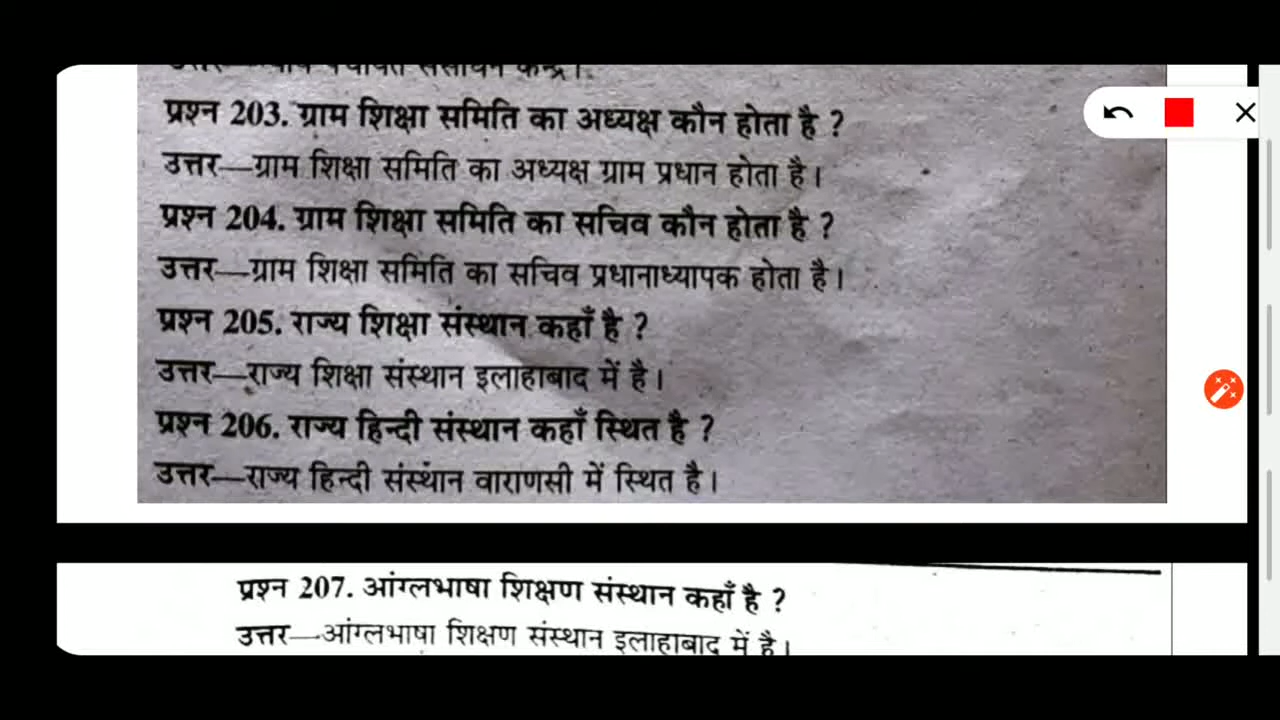 केन्द्र।
प्रश्न 203. ग्राम शिक्षा समिति का अध्यक्ष कौन होता है ?
उत्तर—ग्राम शिक्षा समिति का अध्यक्ष ग्राम प्रधान होता है।
प्रश्न 204. ग्राम शिक्षा समिति का सचिव कौन होता है ?
उत्तर—ग्राम शिक्षा समिति का सचिव प्रधानाध्यापक होता है।
प्रश्न 205. राज्य शिक्षा संस्थान कहाँ है ?
उत्तर—राज्य शिक्षा संस्थान इलाहाबाद में है।
प्रश्न 206. राज्य हिन्दी संस्थान कहाँ स्थित है ?
उत्तर—राज्य हिन्दी संस्थान वाराणसी में स्थित है।
प्रश्न 207. आंग्लभाषा शिक्षण संस्थान कहाँ है ?
उत्तर—आंग्लभाषा शिक्षण संस्थान इलाहाबाद में है।